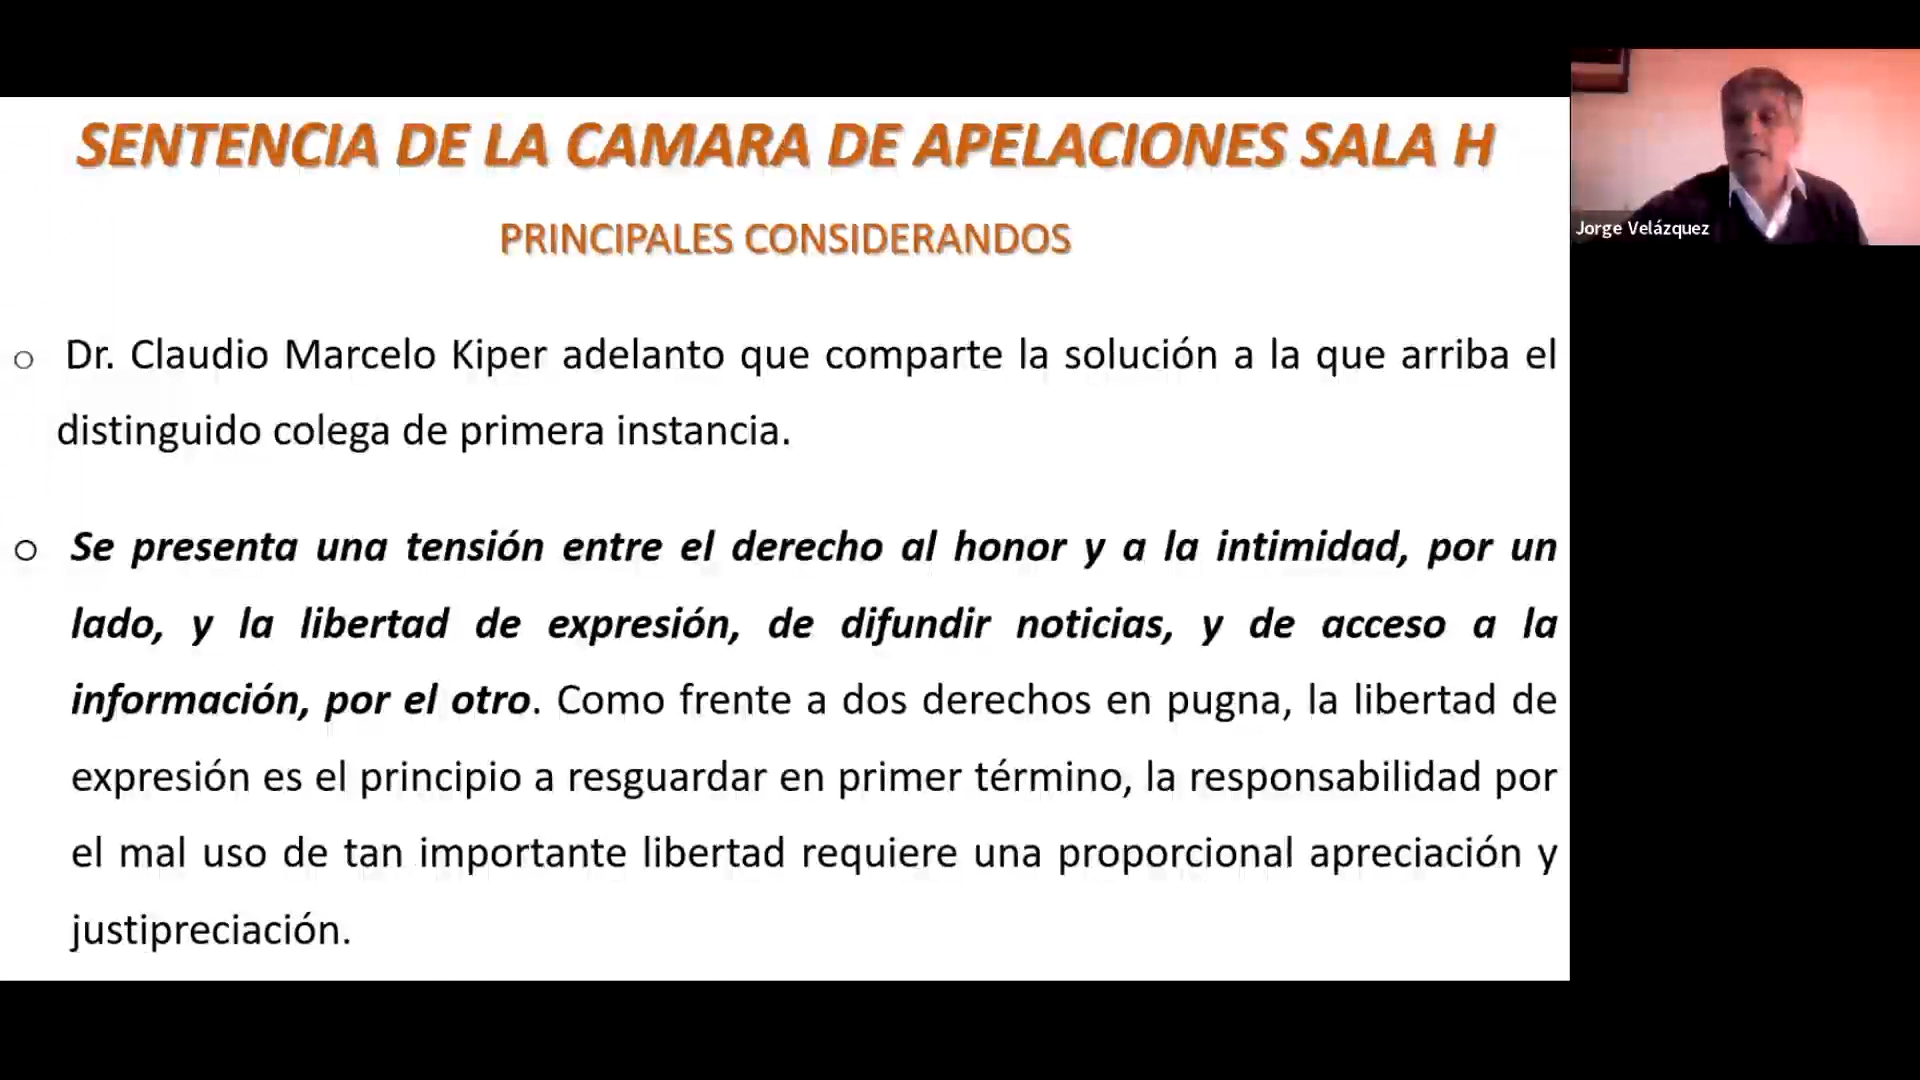 SENTENCIA DE LA CAMARA DE APELACIONES SALA H
PRINCIPALES CONSIDERANDOS
Dr. Claudio Marcelo Kiper adelanto que comparte la solución a la que arriba el
distinguido colega de primera instancia.
Se presenta una tensión entre el derecho al honor y a la intimidad, por un
lado, y la libertad de expresión, de difundir noticias, y de acceso a la
información, por el otro. Como frente a dos derechos en pugna, la libertad de
expresión es el principio a resguardar en primer término, la responsabilidad por
el mal uso de tan importante libertad requiere una proporcional apreciación y
justipreciación.
Jorge Velázquez